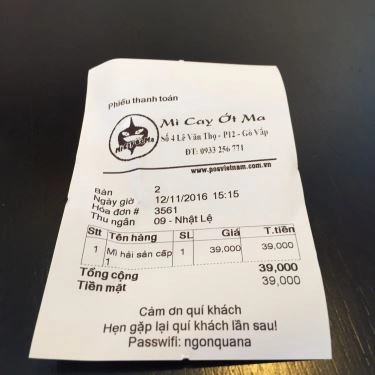 Phiếu thanh toán
Mì Cay Ớt Ma
Mì Cay Ớt Ma
Số 4 Lê Văn Thọ - P12 - Gò Vấp
ĐT: 0933 256 771
www.posvietnam.com.vn
Bàn 2
Ngày giờ 12/11/2016 15:15
Hóa đơn # 3561
Thu ngân 09 - Nhật Lệ
Stt Tên hàng SL Giá T.tiền
1 Mì hải sản cấp 1 39,000 39,000
1
Tổng cộng 39,000
Tiền mặt 39,000
Cảm ơn quí khách
Hẹn gặp lại quí khách lần sau!
Passwifi: ngonquana